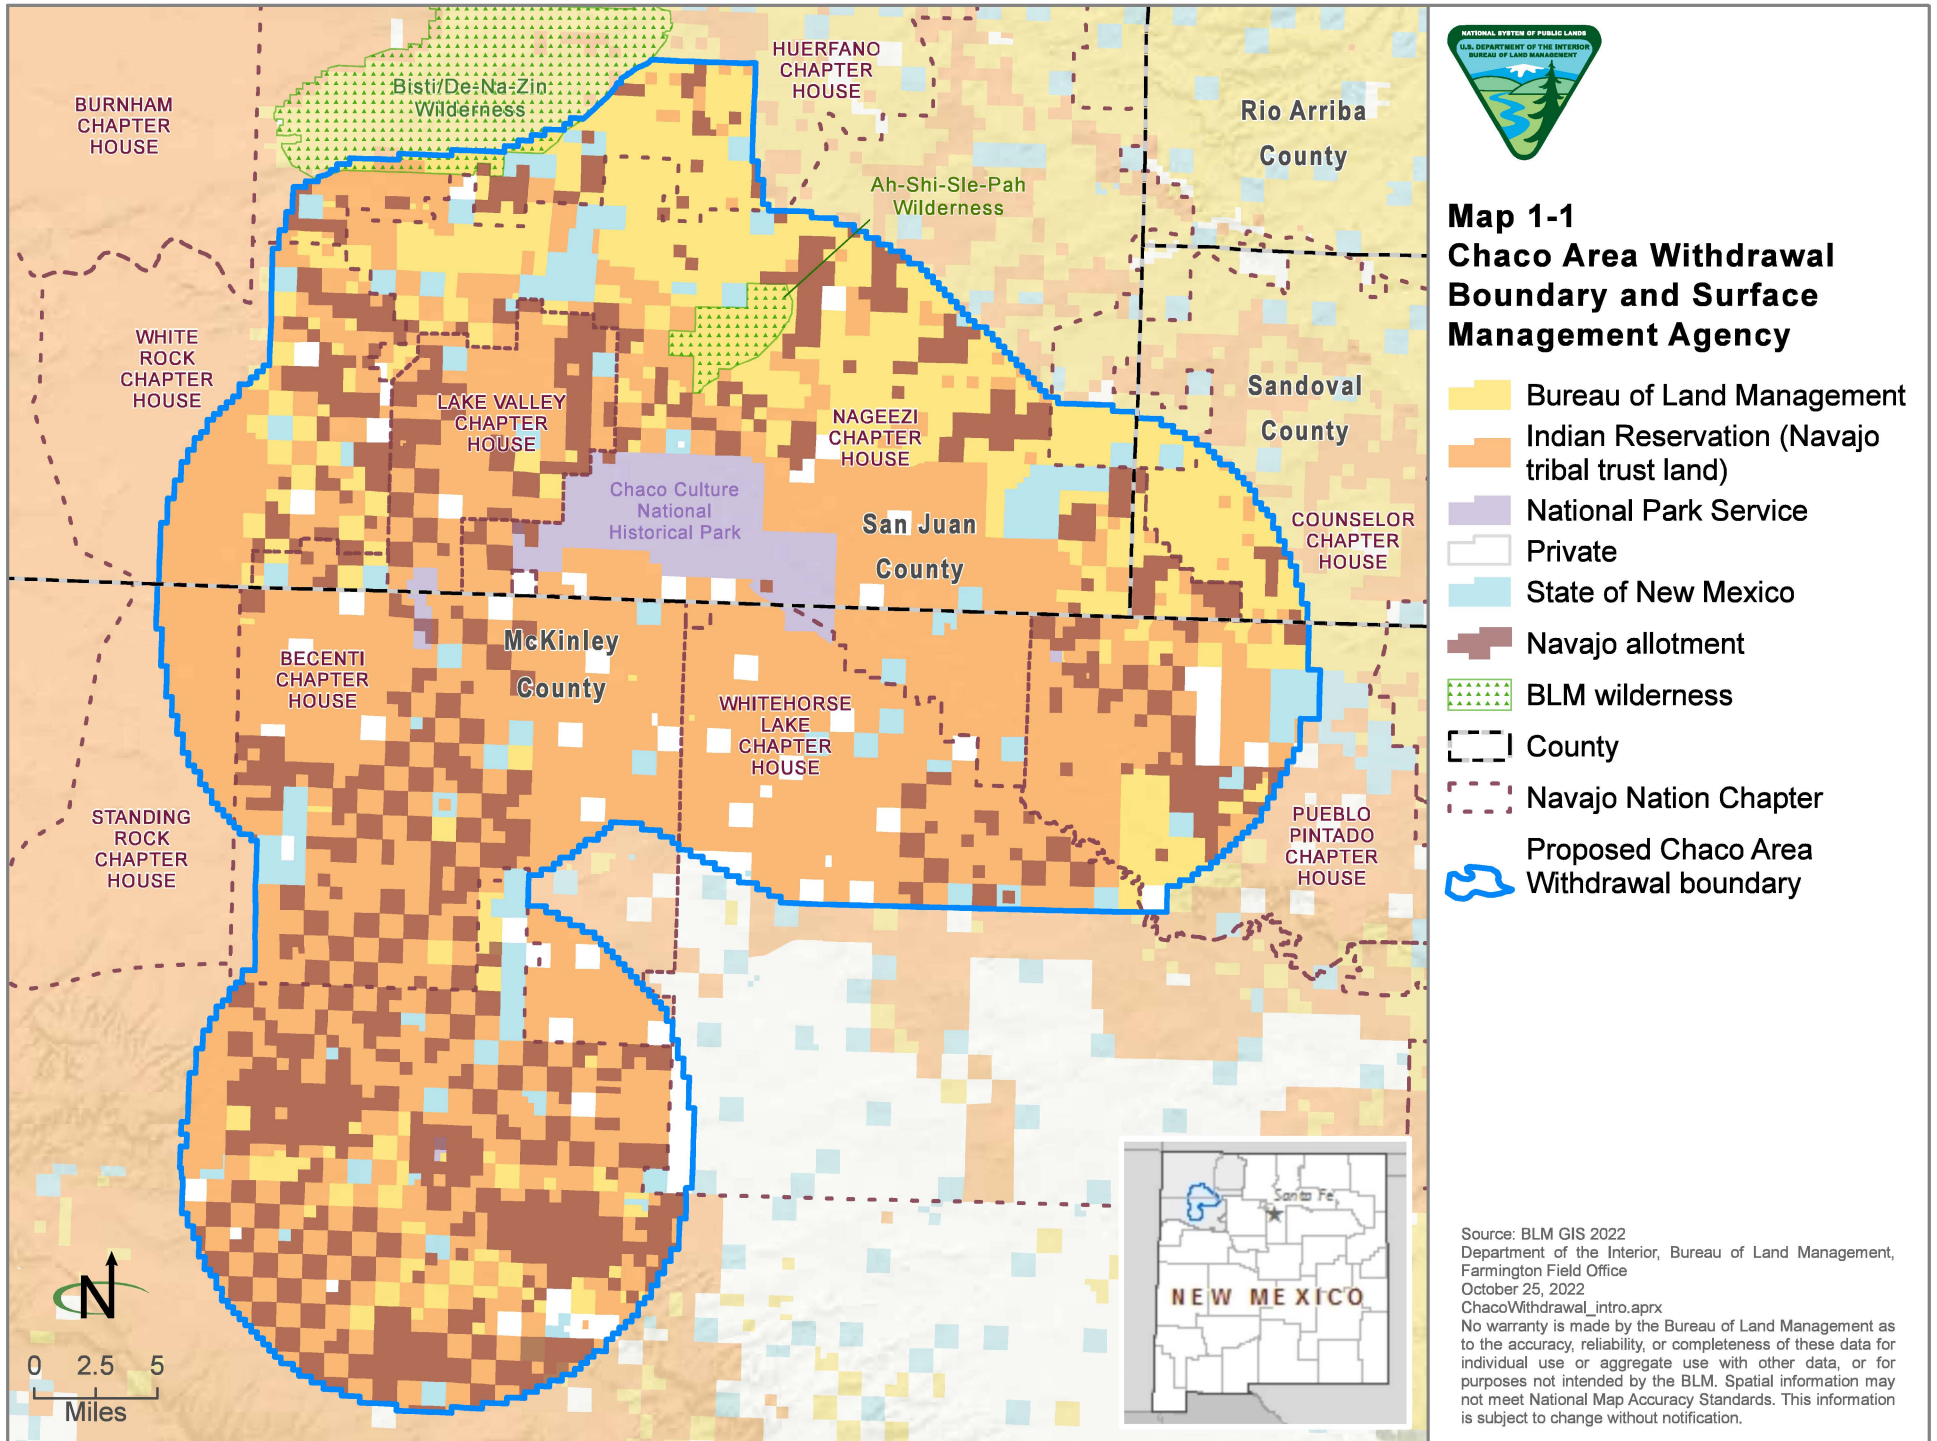 BURNHAM
CHAPTER
HOUSE
Bisti/De-Na-Zin
Wilderness
HUERFANO
CHAPTER
HOUSE
Rio Arriba
County
Ah-Shi-Sle-Pah
Wilderness
WHITE
ROCK
CHAPTER
HOUSE
LAKE VALLEY
CHAPTER
HOUSE
NAGEEZI
CHAPTER
HOUSE
Sandoval
County
Chaco Culture
National
Historical Park
San Juan
County
COUNSELOR
CHAPTER
HOUSE
McKinley
County
BECENTI
CHAPTER
HOUSE
WHITEHORSE
LAKE
CHAPTER
HOUSE
STANDING
ROCK
CHAPTER
HOUSE
PUEBLO
PINTADO
CHAPTER
HOUSE
N
0 2.5 5
Miles
Santa Fe
NEW MEXICO
NATIONAL SYSTEM OF PUBLIC LANDS
U.S. DEPARTMENT OF THE INTERIOR
BUREAU OF LAND MANAGEMENT
Map 1-1
Chaco Area Withdrawal
Boundary and Surface
Management Agency
Bureau of Land Management
Indian Reservation (Navajo
tribal trust land)
National Park Service
Private
State of New Mexico
Navajo allotment
BLM wilderness
County
Navajo Nation Chapter
Proposed Chaco Area
Withdrawal boundary
Source: BLM GIS 2022
Department of the Interior, Bureau of Land Management,
Farmington Field Office
October 25, 2022
ChacoWithdrawal_intro.aprx
No warranty is made by the Bureau of Land Management as
to the accuracy, reliability, or completeness of these data for
individual use or aggregate use with other data, or for
purposes not intended by the BLM. Spatial information may
not meet National Map Accuracy Standards. This information
is subject to change without notification.